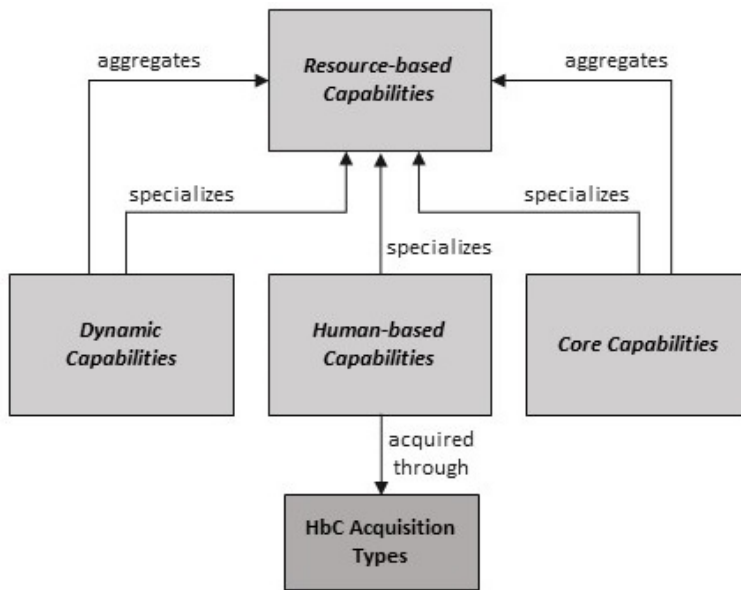 aggregates
Resource-based
Capabilities
aggregates
specializes
specializes
specializes
Dynamic
Capabilities
Human-based
Capabilities
Core Capabilities
acquired
through
HbC Acquisition
Types